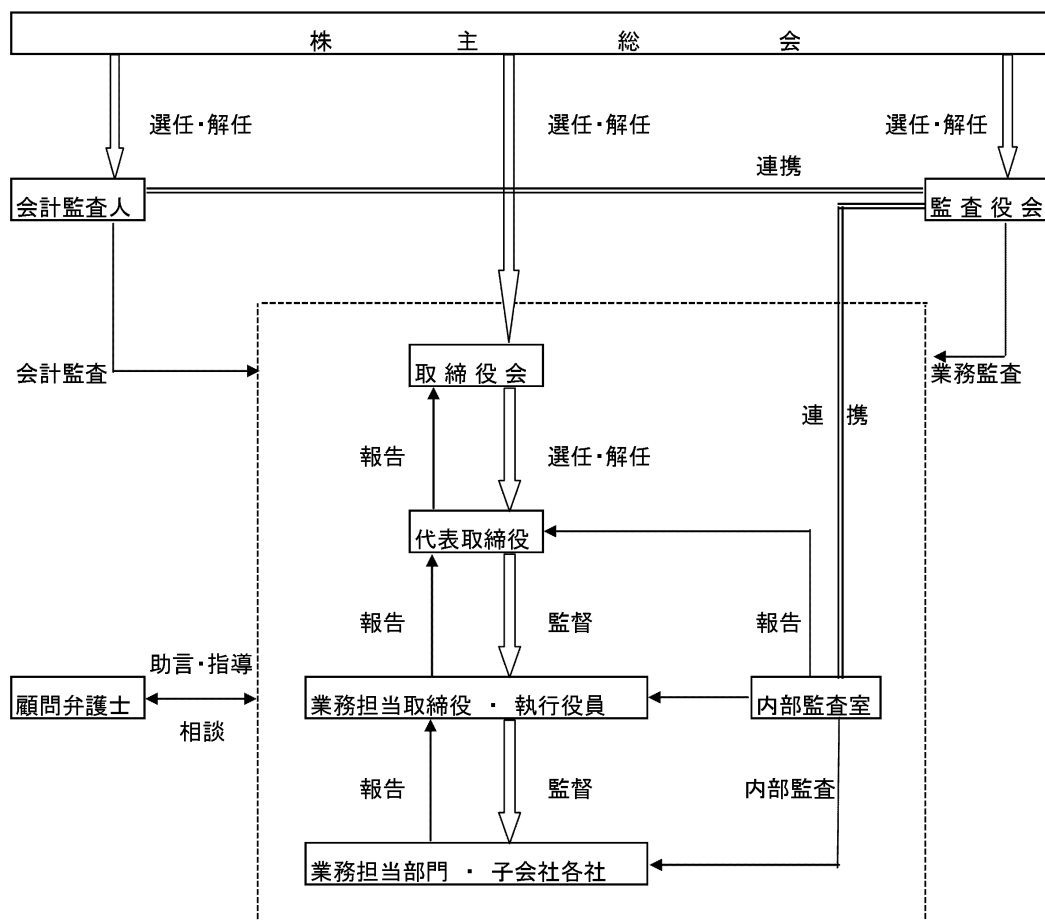 株 主 総 会
選任・解任
選任・解任
選任・解任
連携
会計監査人
監 査 役 会
会計監査
取 締 役 会
業務監査
連 携
報告
選任・解任
代表取締役
報告
監督
報告
助言・指導
顧問弁護士
業務担当取締役 ・ 執行役員
内部監査室
相談
報告
監督
内部監査
業務担当部門 ・ 子会社各社